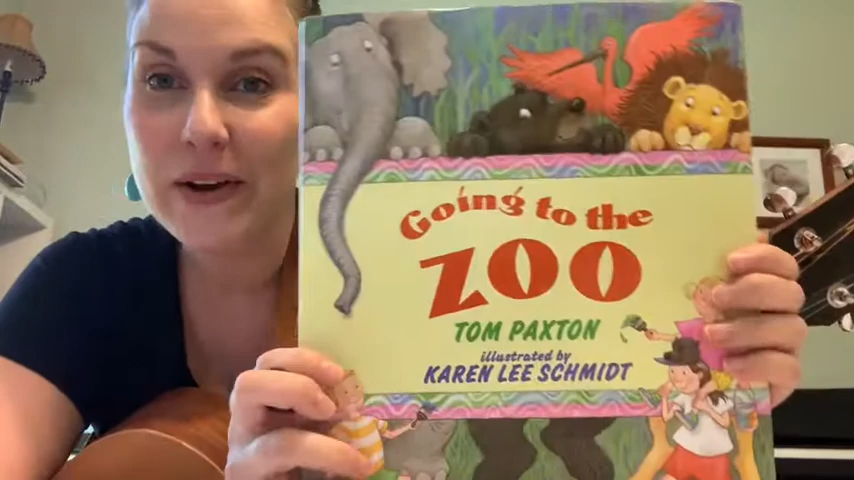 Going to the
ZOO
TOM PAXTON
illustrated by
KAREN LEE SCHMIDT